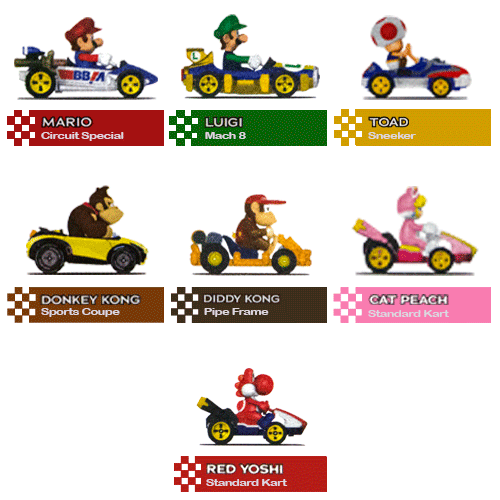 BBIA
MARIO
Circuit Special
L
LUIGI
Mach 8
TOAD
Sneeker
DONKEY KONG
Sports Coupe
DIDDY KONG
Pipe Frame
CAT PEACH
Standard Kart
RED YOSHI
Standard Kart